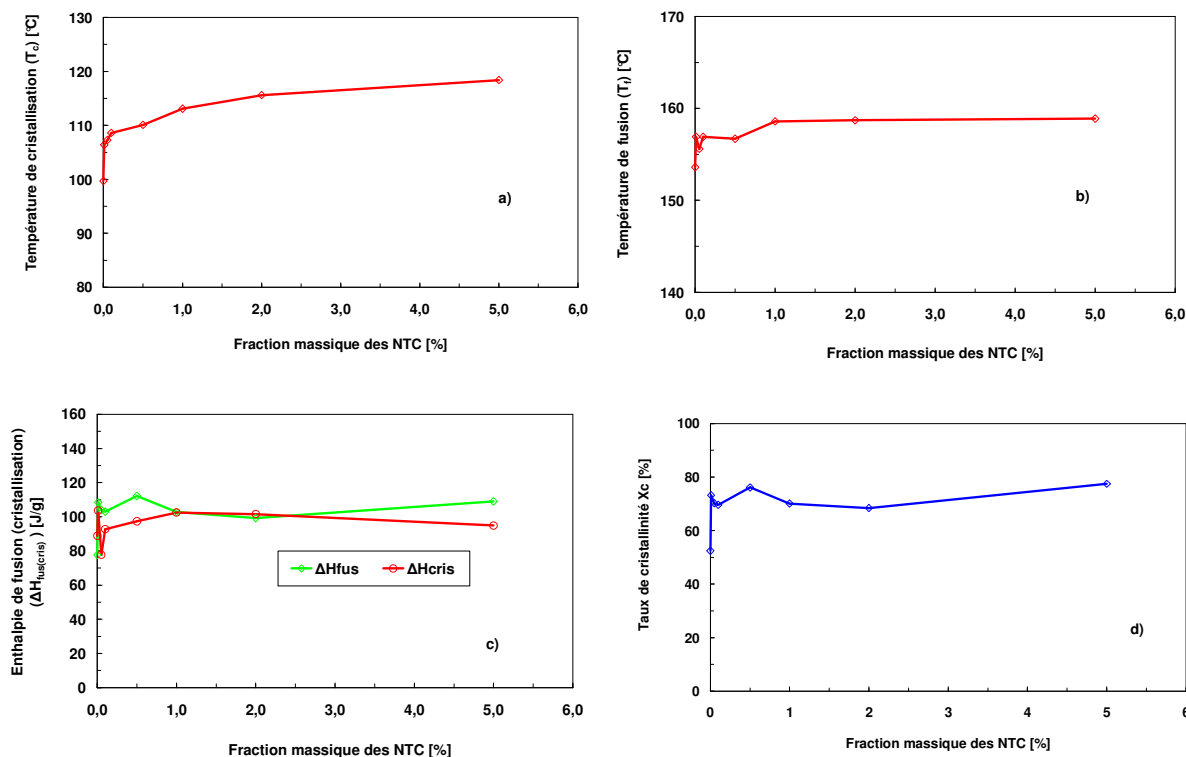 Température de cristallisation (Tc) [°C]
130
120
110
100
90
80
0,0 1,0 2,0 3,0 4,0 5,0 6,0
Fraction massique des NTC [%]
a)
Température de fusion (Tf) [°C]
170
160
150
140
0,0 1,0 2,0 3,0 4,0 5,0 6,0
Fraction massique des NTC [%]
b)
Enthalpie de fusion (cristallisation)
(ΔHfus(cris) ) [J/g]
160
140
120
100
80
60
40
20
0
0,0 1,0 2,0 3,0 4,0 5,0 6,0
Fraction massique des NTC [%]
ΔHfus ΔHcris
c)
Taux de cristallinité Xc [%]
100
80
60
40
20
0
0 1 2 3 4 5 6
Fraction massique des NTC [%]
d)